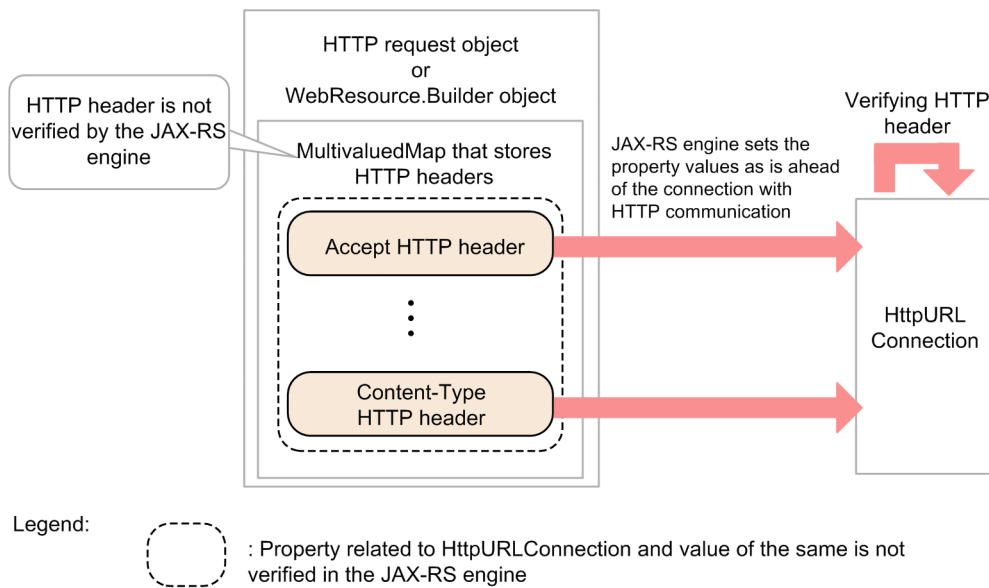 HTTP request object
or
WebResource.Builder object
HTTP header is not
verified by the JAX-RS
engine
MultivaluedMap that stores
HTTP headers
JAX-RS engine sets the
property values as is ahead
of the connection with
HTTP communication
Verifying HTTP
header
Accept HTTP header
Content-Type
HTTP header
HttpURL
Connection
Legend:
: Property related to HttpURLConnection and value of the same is not
verified in the JAX-RS engine